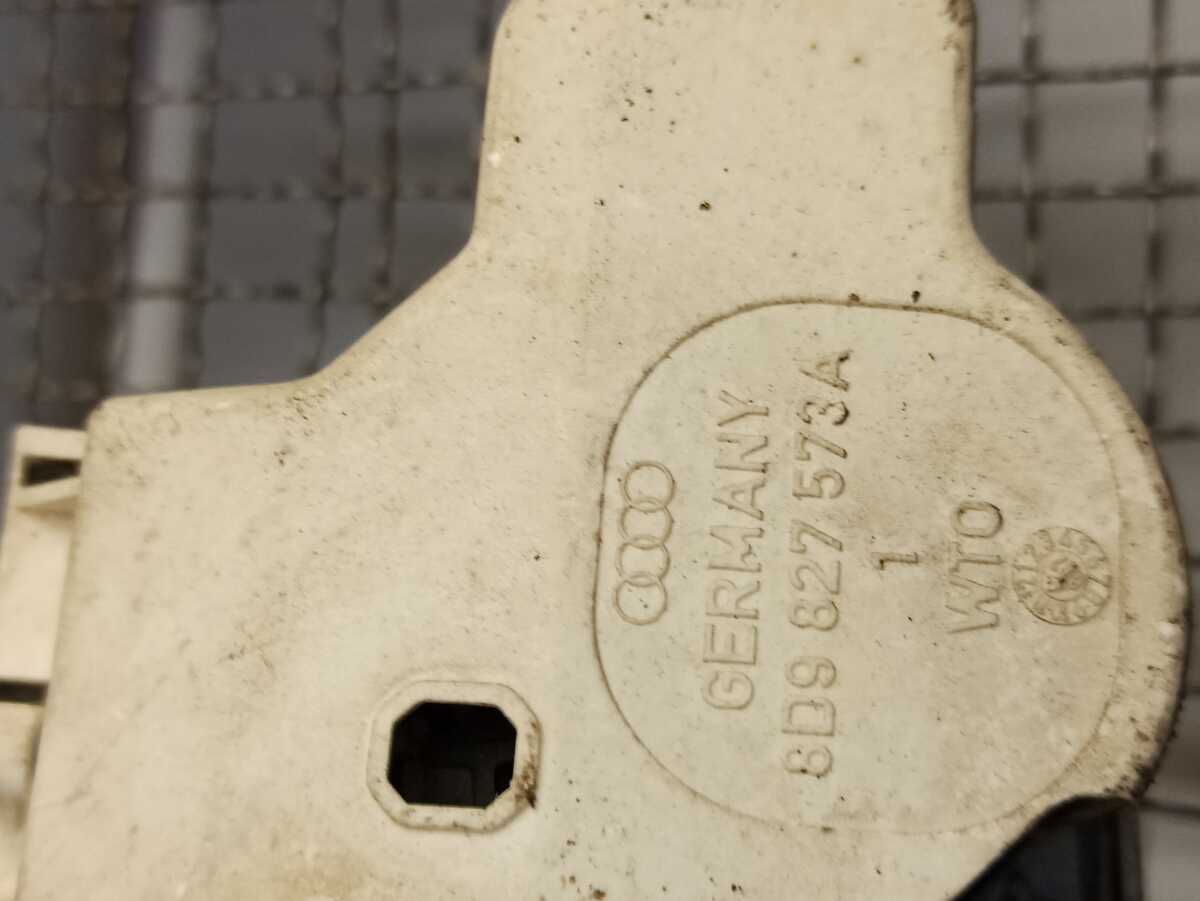 GERMANY
8D9 827 573A
1
WTO